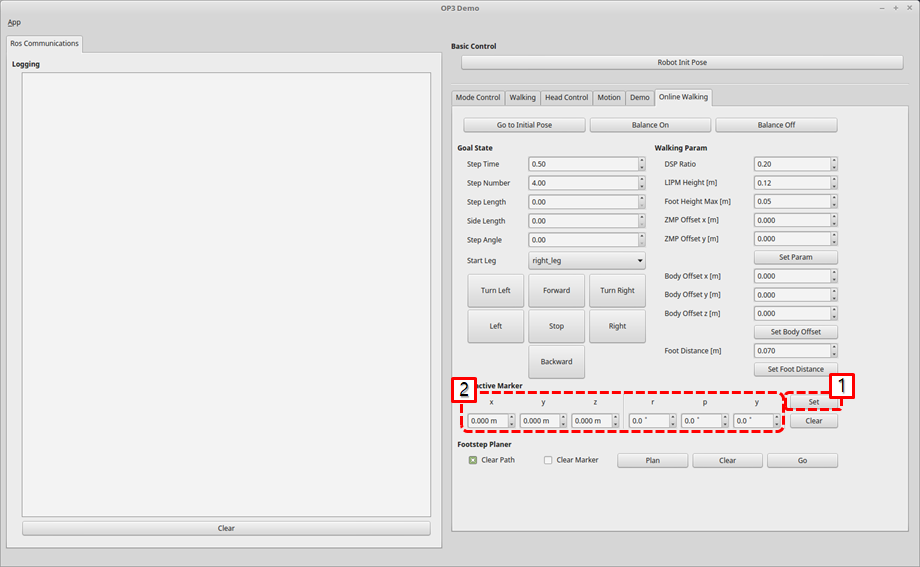 OP3 Demo
App
Ros Communications
Logging
Clear
Basic Control
Robot Init Pose
Mode Control Walking Head Control Motion Demo Online Walking
Go to Initial Pose Balance On Balance Off
Goal State
Step Time 0.50
Step Number 4.00
Step Length 0.00
Side Length 0.00
Step Angle 0.00
Start Leg right_leg
Turn Left Forward Turn Right
Left Stop Right
Backward
Walking Param
DSP Ratio 0.20
LIPM Height [m] 0.12
Foot Height Max [m] 0.05
ZMP Offset x [m] 0.000
ZMP Offset y [m] 0.000
Set Param
Body Offset x [m] 0.000
Body Offset y [m] 0.000
Body Offset z [m] 0.000
Set Body Offset
Foot Distance [m] 0.070
Set Foot Distance
2 active Marker 1
x y z r p y Set
0.000 m 0.000 m 0.000 m 0.0 ° 0.0 ° 0.0 ° Clear
Footstep Planer
Clear Path Clear Marker Plan Clear Go